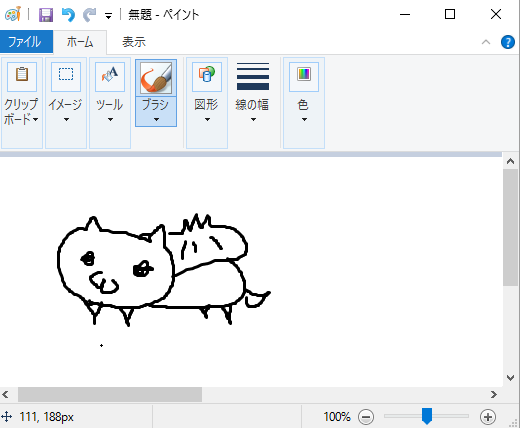 無題 - ペイント
ファイル ホーム 表示
クリップ
ボード
イメージ
ツール
ブラシ
図形
線の幅
色
111, 188px 100%